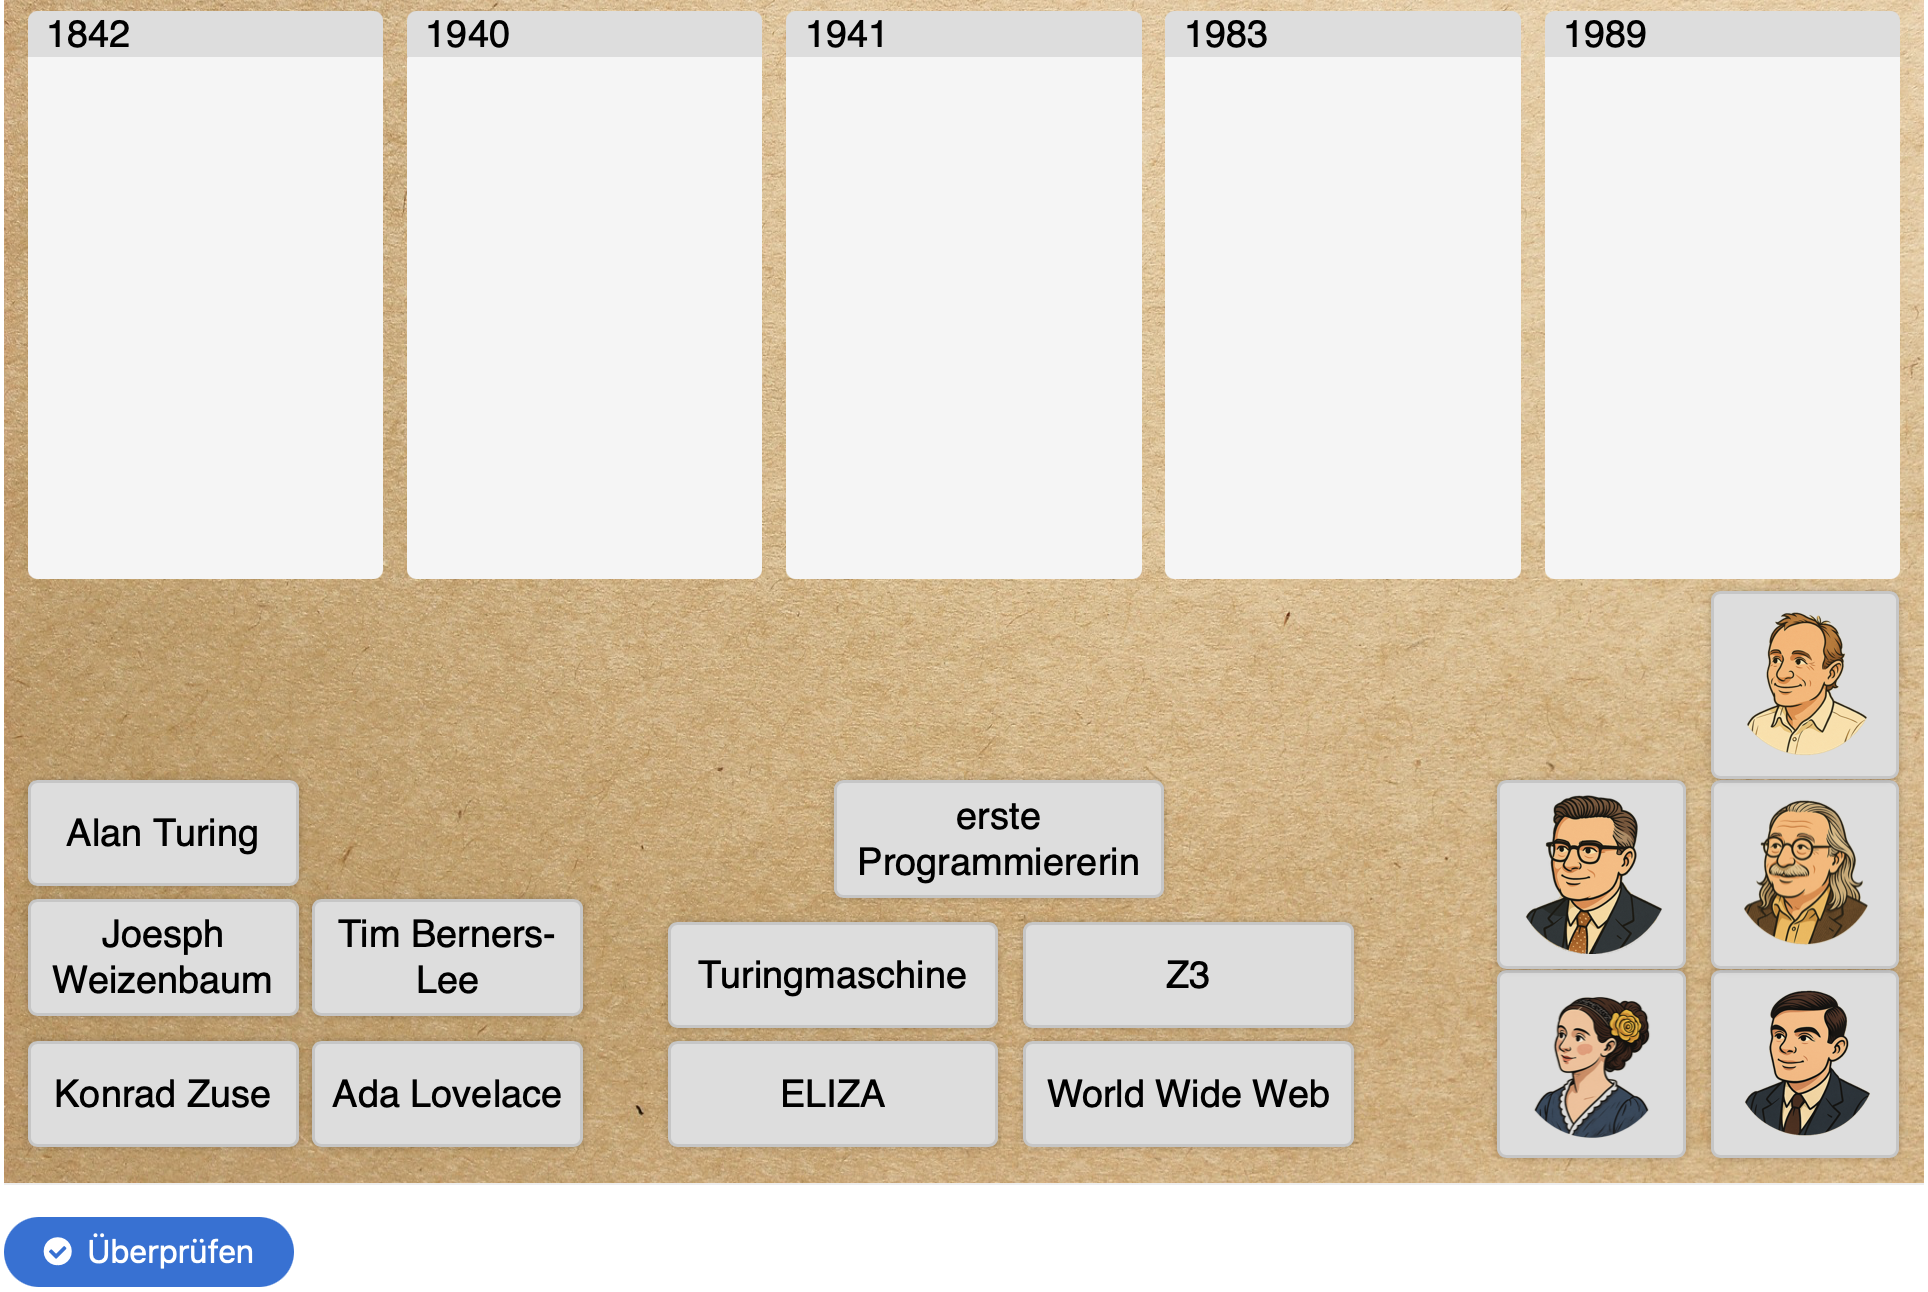 1842
1940
1941
1983
1989
Alan Turing
erste
Programmiererin
Joesph
Weizenbaum
Tim Berners-
Lee
Turingmaschine
Z3
Konrad Zuse
Ada Lovelace
ELIZA
World Wide Web
Überprüfen